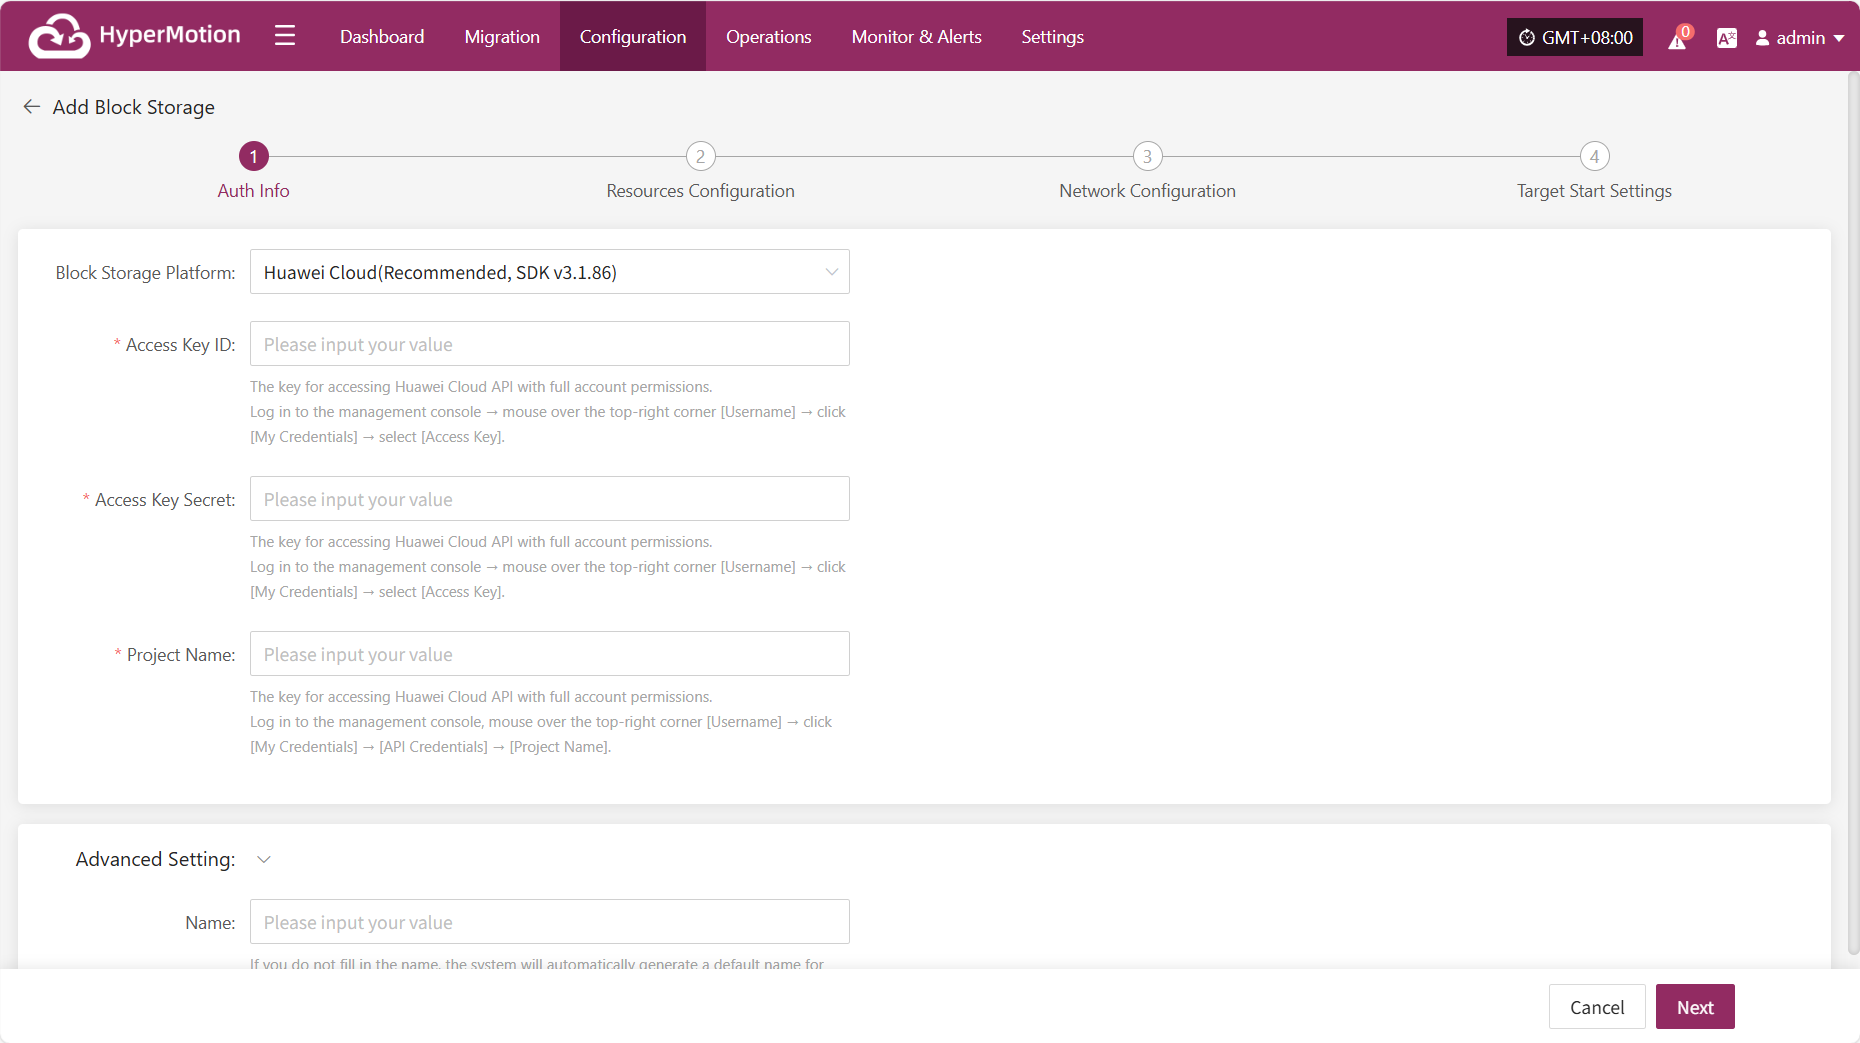 HyperMotion
Dashboard
Migration
Configuration
Operations
Monitor & Alerts
Settings
GMT+08:00
0
admin
Add Block Storage
1
2
3
4
Auth Info
Resources Configuration
Network Configuration
Target Start Settings
Block Storage Platform:
Huawei Cloud(Recommended, SDK v3.1.86)
* Access Key ID:
Please input your value
The key for accessing Huawei Cloud API with full account permissions.
Log in to the management console → mouse over the top-right corner [Username] → click
[My Credentials] → select [Access Key].
* Access Key Secret:
Please input your value
The key for accessing Huawei Cloud API with full account permissions.
Log in to the management console → mouse over the top-right corner [Username] → click
[My Credentials] → select [Access Key].
* Project Name:
Please input your value
The key for accessing Huawei Cloud API with full account permissions.
Log in to the management console, mouse over the top-right corner [Username] → click
[My Credentials] → [API Credentials] → [Project Name].
Advanced Setting:
Name:
Please input your value
If you do not fill in the name, the system will automatically generate a default name for
Cancel
Next